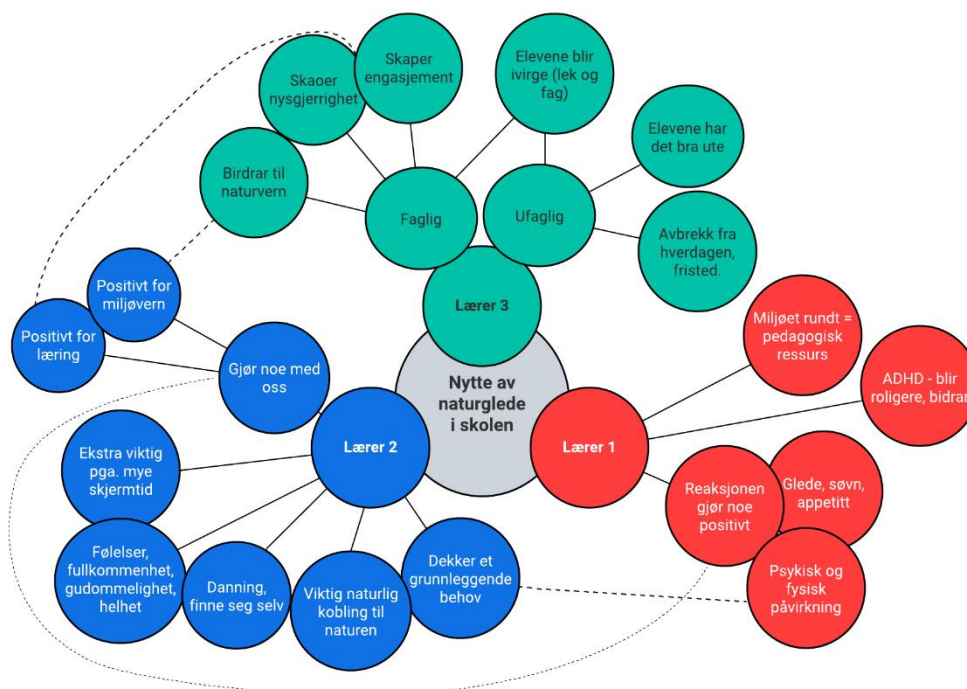 Skaper
engasjement
Skaoer
nysgjerrighet
Elevene blir
ivirge (lek og
fag)
Elevene har
det bra ute
Birdrar til
naturvern
Faglig
Ufaglig
Avbrekk fra
hverdagen,
fristed.
Lærer 3
Positivt for
miljøvern
Positivt for
læring
Gjør noe med
oss
Nytte av
naturglede
i skolen
Miljøet rundt =
pedagogisk
ressurs
ADHD - blir
roligere, bidrar
Lærer 2
Lærer 1
Ekstra viktig
pga. mye
skjermtid
Reaksjonen
gjør noe
positivt
Glede, søvn,
appetitt
Følelser,
fullkommenhet,
gudommelighet,
helhet
Danning,
finne seg selv
Viktig naturlig
kobling til
naturen
Dekker et
grunnleggende
behov
Psykisk og
fysisk
påvirkning